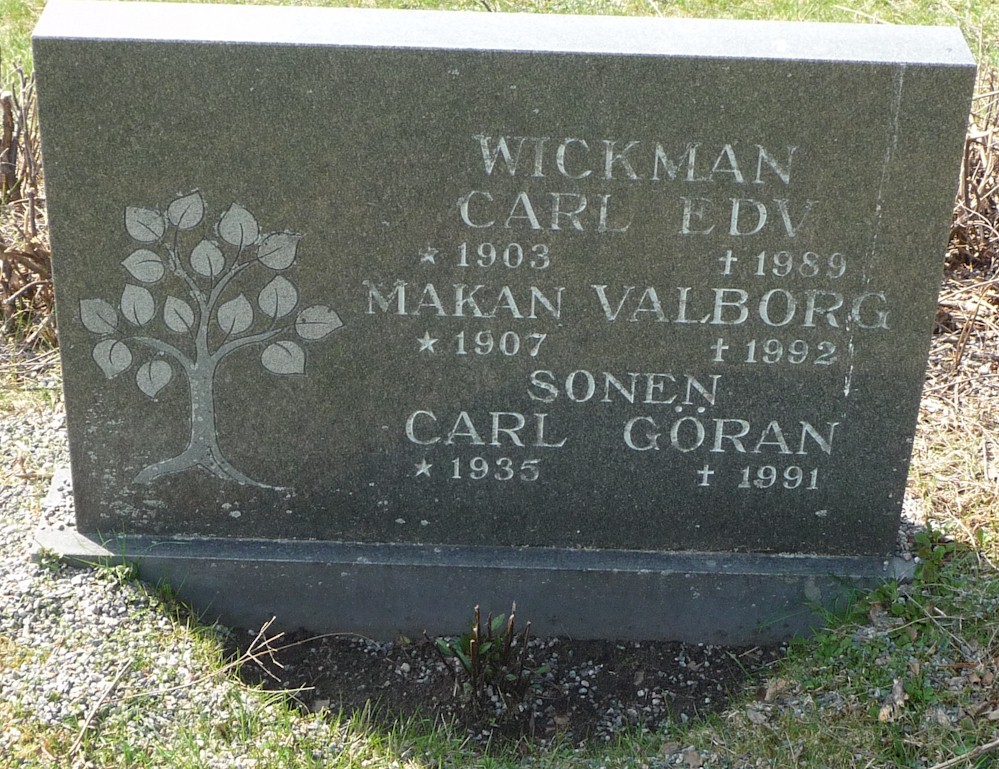 WICKMAN
CARL EDV
★ 1903 † 1989
MAKAN VALBORG
★ 1907 † 1992
SONEN
CARL GÖRAN
★ 1935 † 1991